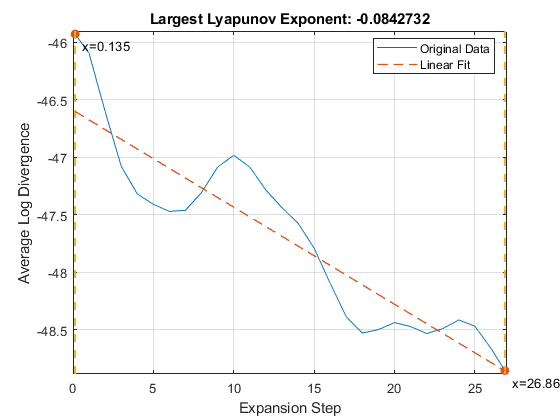 Largest Lyapunov Exponent: -0.0842732
Original Data
Linear Fit
x=0.135
-46
-46.5
-47
-47.5
-48
-48.5
Average Log Divergence
x=26.86
0 5 10 15 20 25
Expansion Step